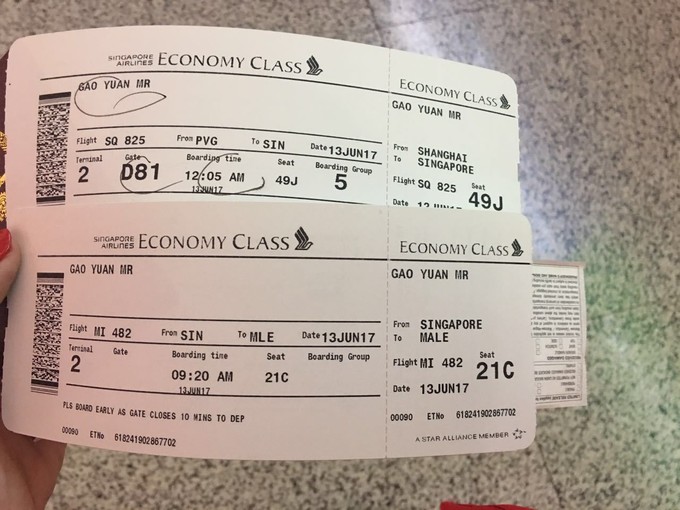 SINGAPORE AIRLINES ECONOMY CLASS
GAO YUAN MR
Flight SQ 825 From PVG To SIN Date 13JUN17
Terminal Gate Boarding time Seat Boarding Group
2 D81 12:05 AM 49J 5
13JUN17
ECONOMY CLASS
GAO YUAN MR
From SHANGHAI
To SINGAPORE
Flight SQ 825 Seat
49J
Date
SINGAPORE AIRLINES ECONOMY CLASS
GAO YUAN MR
Flight MI 482 From SIN To MLE Date 13JUN17
Terminal Gate Boarding time Seat Boarding Group
2 09:20 AM 21C
13JUN17
PLS BOARD EARLY AS GATE CLOSES 10 MINS TO DEP
00090 ETNo 618241902867702
ECONOMY CLASS
GAO YUAN MR
From SINGAPORE
To MALE
Flight MI 482 Seat
21C
Date 13JUN17
00090 ETNo 618241902867702
A STAR ALLIANCE MEMBER